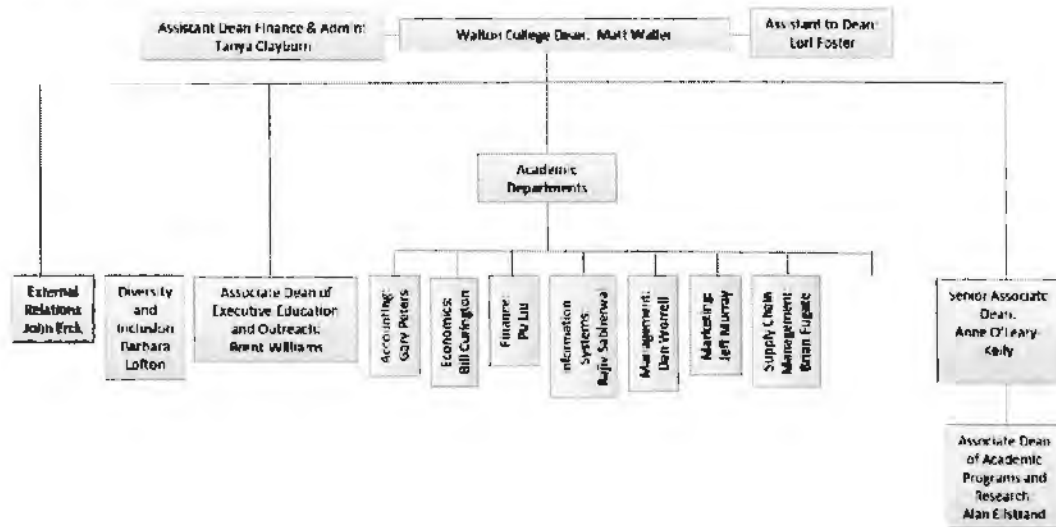 Assistant Dean Finance & Admin:
Tanya Clayburn
Walton College Dean: Matt Waller
Assistant to Dean:
Lori Foster
Academic
Departments
External
Relations
John Erck
Diversity
and
Inclusion
Barbara
Lofton
Associate Dean of
Executive Education
and Outreach:
Brent Williams
Accounting:
Gary Peters
Economics:
Bill Curington
Finance:
Pu Liu
Information
Systems:
Rajiv Sabherwal
Management:
Dan Worrell
Marketing:
Jeff Murray
Supply Chain
Management:
Brian Fugate
Senior Associate
Dean:
Anne O'Leary-
Kelly
Associate Dean
of Academic
Programs and
Research:
Alan Ellstrand